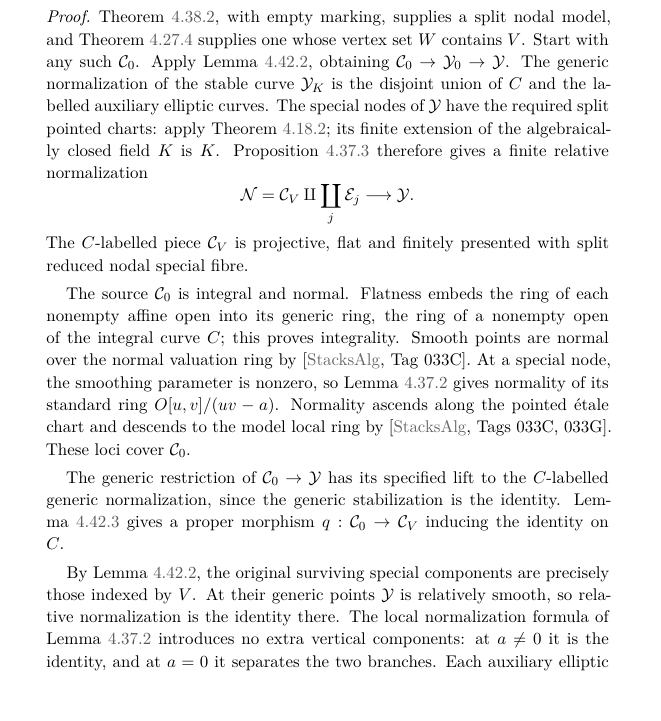 Proof. Theorem 4.38.2, with empty marking, supplies a split nodal model,
and Theorem 4.27.4 supplies one whose vertex set W contains V. Start with
any such 𝒞₀. Apply Lemma 4.42.2, obtaining 𝒞₀ → 𝒴₀ → 𝒴. The generic
normalization of the stable curve 𝒴_K is the disjoint union of C and the la-
belled auxiliary elliptic curves. The special nodes of 𝒴 have the required split
pointed charts: apply Theorem 4.18.2; its finite extension of the algebraical-
ly closed field K is K. Proposition 4.37.3 therefore gives a finite relative
normalization
𝒩 = 𝒞_V ⨿ ∐_j ℰ_j ⟶ 𝒴.
The C-labelled piece 𝒞_V is projective, flat and finitely presented with split
reduced nodal special fibre.
The source 𝒞₀ is integral and normal. Flatness embeds the ring of each
nonempty affine open into its generic ring, the ring of a nonempty open
of the integral curve C; this proves integrality. Smooth points are normal
over the normal valuation ring by [StacksAlg, Tag 033C]. At a special node,
the smoothing parameter is nonzero, so Lemma 4.37.2 gives normality of its
standard ring O[u, v]/(uv − a). Normality ascends along the pointed étale
chart and descends to the model local ring by [StacksAlg, Tags 033C, 033G].
These loci cover 𝒞₀.
The generic restriction of 𝒞₀ → 𝒴 has its specified lift to the C-labelled
generic normalization, since the generic stabilization is the identity. Lem-
ma 4.42.3 gives a proper morphism q : 𝒞₀ → 𝒞_V inducing the identity on
C.
By Lemma 4.42.2, the original surviving special components are precisely
those indexed by V. At their generic points 𝒴 is relatively smooth, so rela-
tive normalization is the identity there. The local normalization formula of
Lemma 4.37.2 introduces no extra vertical components: at a ≠ 0 it is the
identity, and at a = 0 it separates the two branches. Each auxiliary elliptic